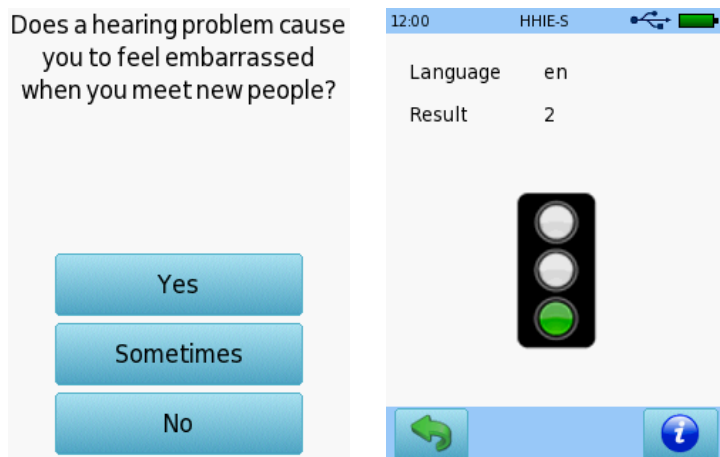 Does a hearing problem cause
you to feel embarrassed
when you meet new people?
Yes
Sometimes
No
12:00 HHIE-S
Language en
Result 2
i